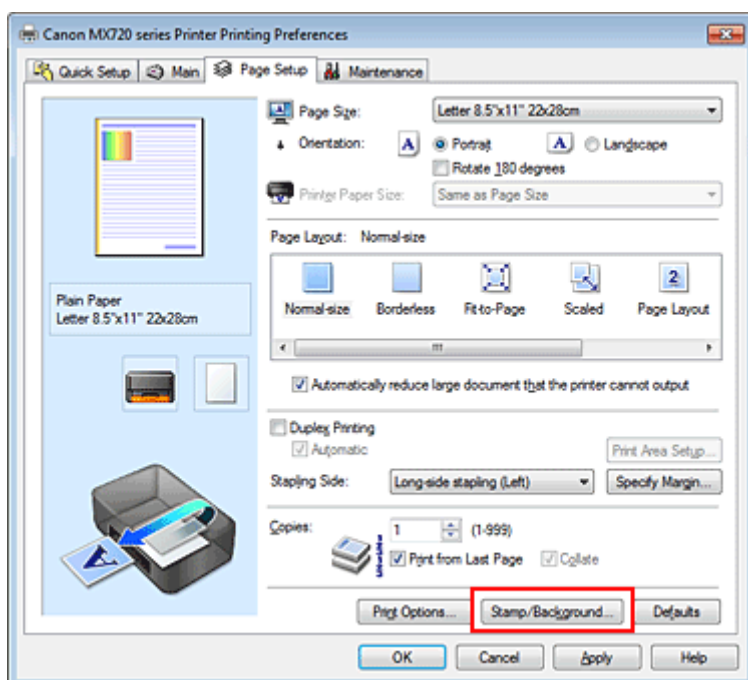 Canon MX720 series Printer Printing Preferences
Quick Setup Main Page Setup Maintenance
Page Size: Letter 8.5"x11" 22x28cm
Orientation: A Portrait A Landscape
Rotate 180 degrees
Printer Paper Size: Same as Page Size
Page Layout: Normal-size
2
Normal-size Borderless Fit-to-Page Scaled Page Layout
Automatically reduce large document that the printer cannot output
Plain Paper
Letter 8.5"x11" 22x28cm
Duplex Printing
Automatic Print Area Setup...
Stapling Side: Long-side stapling (Left) Specify Margin...
Copies: 1 (1-999)
Print from Last Page Collate
A
Print Options... Stamp/Background... Defaults
OK Cancel Apply Help